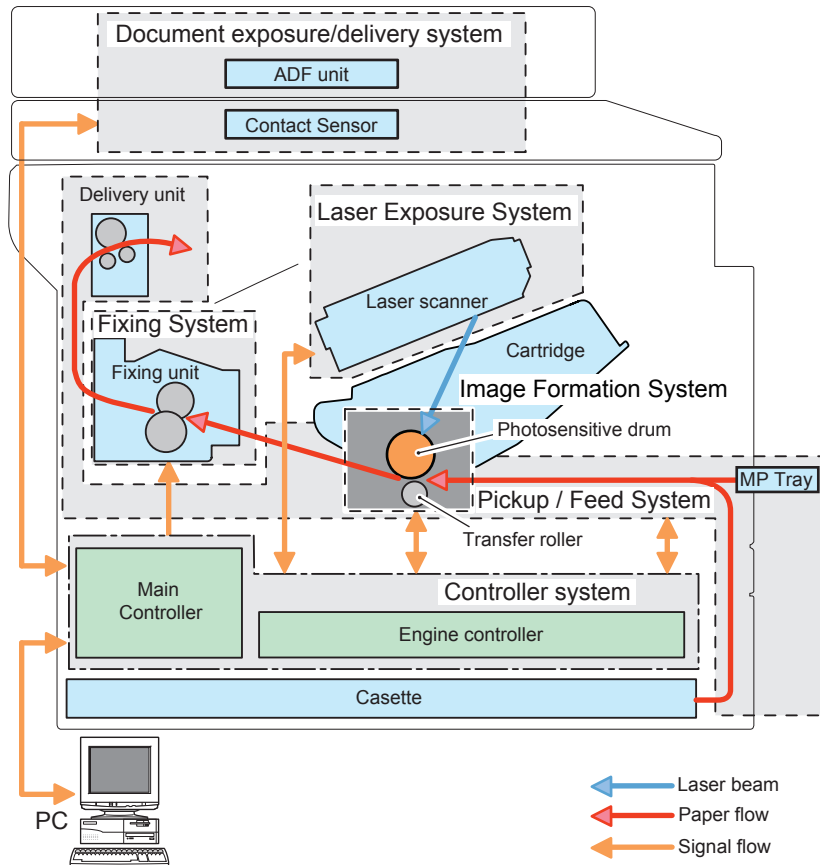 Document exposure/delivery system
ADF unit
Contact Sensor
Delivery unit
Laser Exposure System
Laser scanner
Fixing System
Fixing unit
Cartridge
Image Formation System
Photosensitive drum
MP Tray
Pickup / Feed System
Transfer roller
Main
Controller
Controller system
Engine controller
Casette
PC
Laser beam
Paper flow
Signal flow